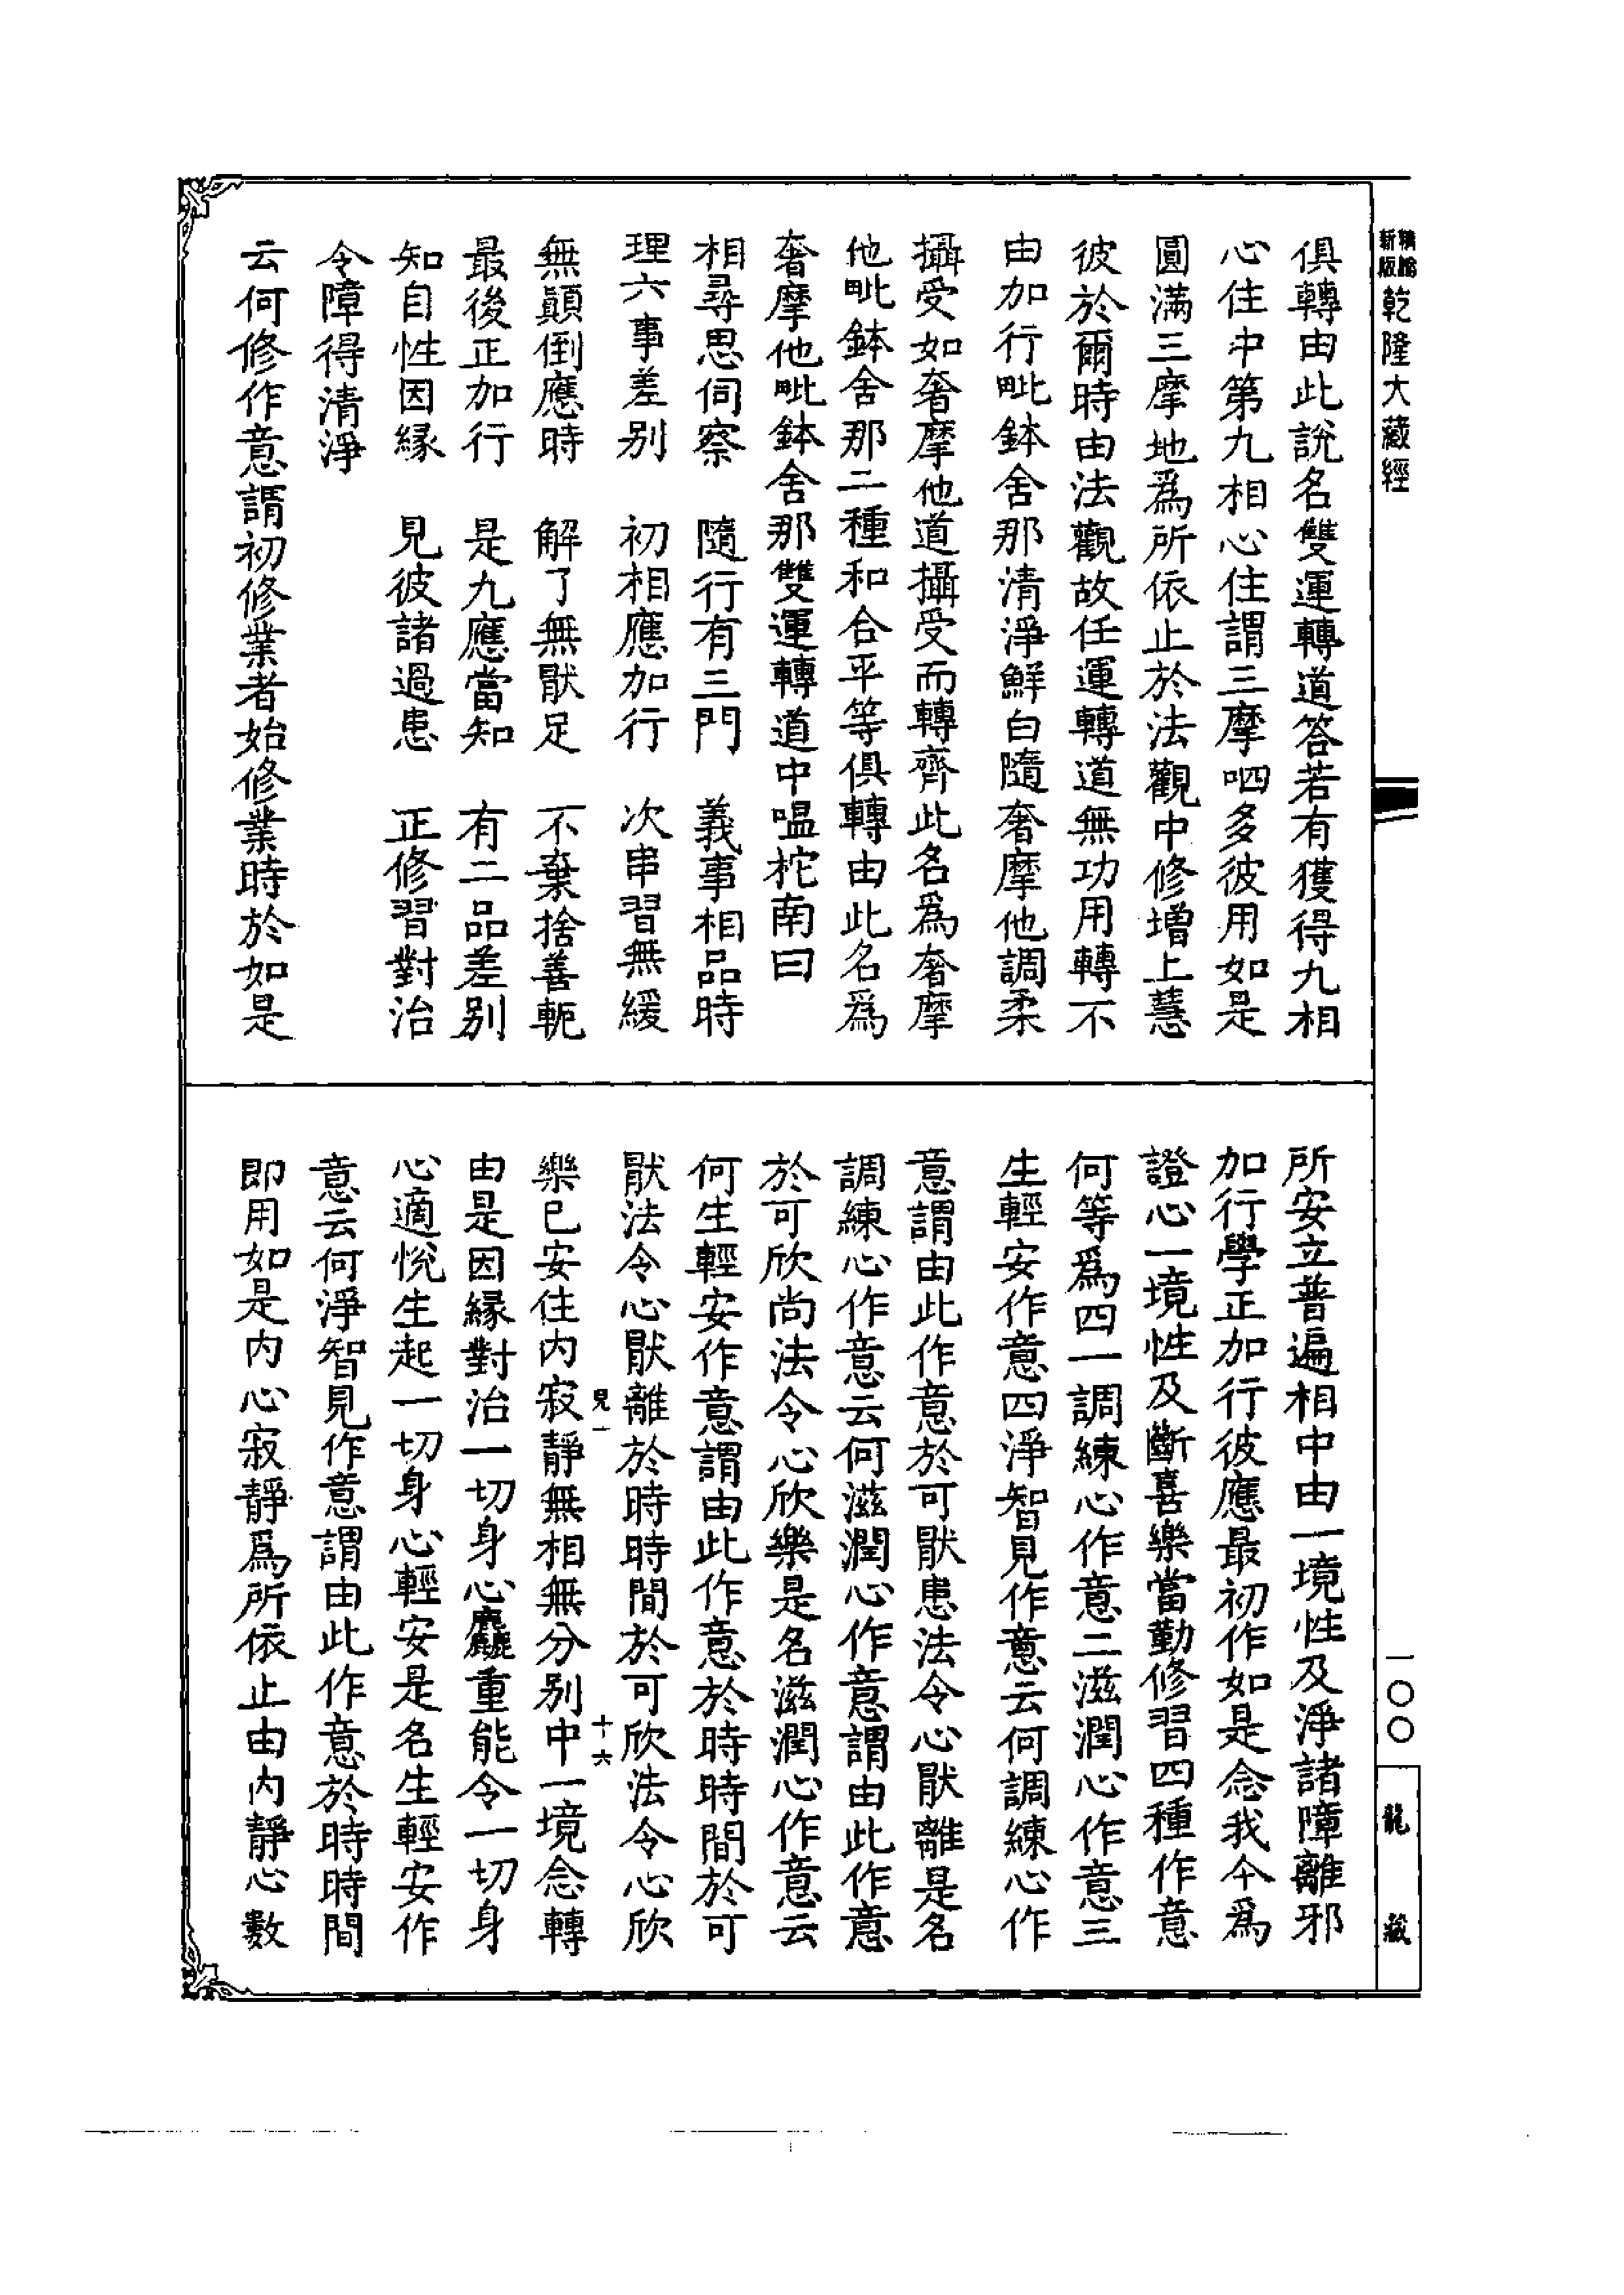 新版
乾隆大藏經
俱轉由此說名雙運轉道答若有獲得九相
心住中第九相心住謂三摩呬多彼用如是
圓滿三摩地爲所依止於法觀中修增上慧
彼於爾時由法觀故任運轉道無功用轉不
由加行毗鉢舍那清淨鮮白隨奢摩他調柔
攝受如奢摩他道攝受而轉齊此名爲奢摩
他毗鉢舍那二種和合平等俱轉由此名爲
奢摩他毗鉢舍那雙運轉道中嗢柁南曰
相尋思伺察　隨行有三門　義事相品時
理六事差别　初相應加行　次串習無緩
無顚倒應時　解了無猒足　不棄捨善軛
最後正加行　是九應當知　有二品差别
知自性因縁　見彼諸過患　正修習對治
令障得清淨
云何修作意謂初修業者始修業時於如是
所安立普遍相中由一境性及淨諸障離邪
加行學正加行彼應最初作如是念我今爲
證心一境性及斷喜樂當勤修習四種作意
何等爲四一調練心作意二滋潤心作意三
生輕安作意四淨智見作意云何調練心作
意謂由此作意於可猒患法令心猒離是名
調練心作意云何滋潤心作意謂由此作意
於可欣尚法令心欣樂是名滋潤心作意云
何生輕安作意謂由此作意於時時間於可
猒法令心猒離於時時間於可欣法令心欣
見一　十六
樂已安住内寂靜無相無分别中一境念轉
由是因縁對治一切身心麤重能令一切身
心適悅生起一切身心輕安是名生輕安作
意云何淨智見作意謂由此作意於時時間
即用如是内心寂靜爲所依止由内靜心數
一〇〇
龍藏